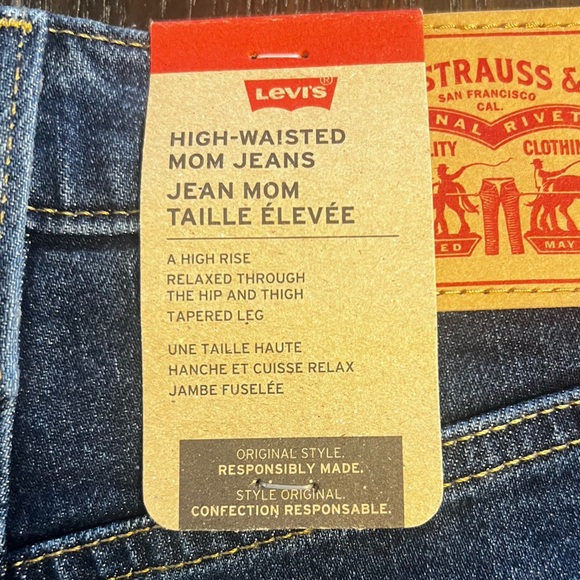 Levi's®
HIGH-WAISTED
MOM JEANS
JEAN MOM
TAILLE ÉLEVÉE
A HIGH RISE
RELAXED THROUGH
THE HIP AND THIGH
TAPERED LEG
UNE TAILLE HAUTE
HANCHE ET CUISSE RELAX
JAMBE FUSELÉE
ORIGINAL STYLE.
RESPONSIBLY MADE.
STYLE ORIGINAL.
CONFECTION RESPONSABLE.
STRAUSS &
SAN FRANCISCO
CAL.
NAL RIVET
ITY CLOTHIN
ED MAY